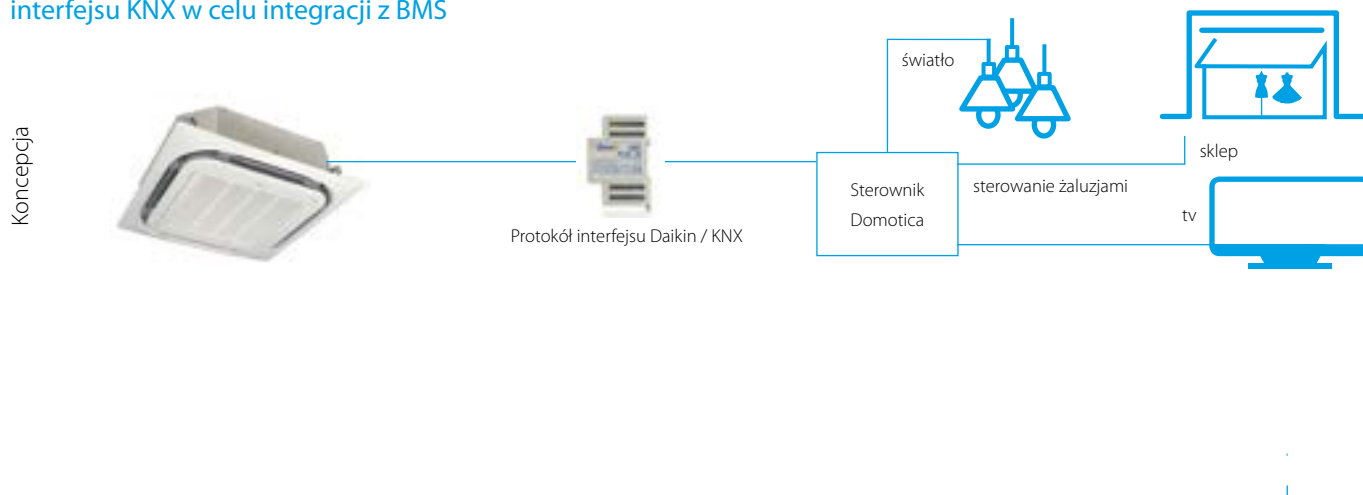 interfejsu KNX w celu integracji z BMS
Koncepcja
światło
sklep
Sterownik
Domotica
sterowanie żaluzjami
tv
Protokół interfejsu Daikin / KNX